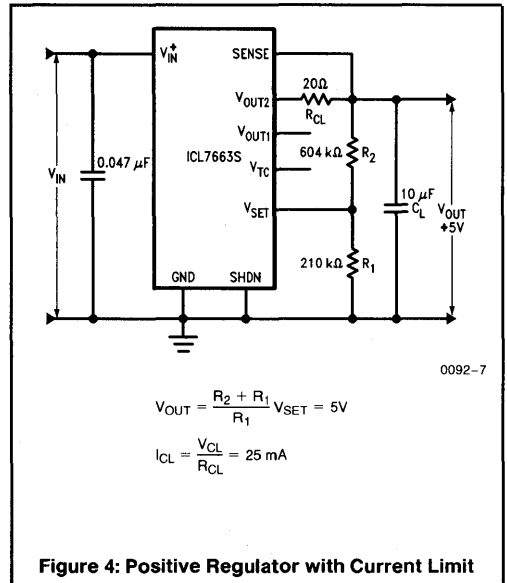 V+IN
SENSE
20Ω
VOUT2
RCL
VOUT1
604 kΩ
R2
0.047 μF
ICL7663S
10 μF
VIN
VTC
CL
VOUT
+5V
VSET
210 kΩ
R1
GND
SHDN
0092-7
VOUT = R2 + R1 / R1 VSET = 5V
ICL = VCL / RCL = 25 mA
Figure 4: Positive Regulator with Current Limit